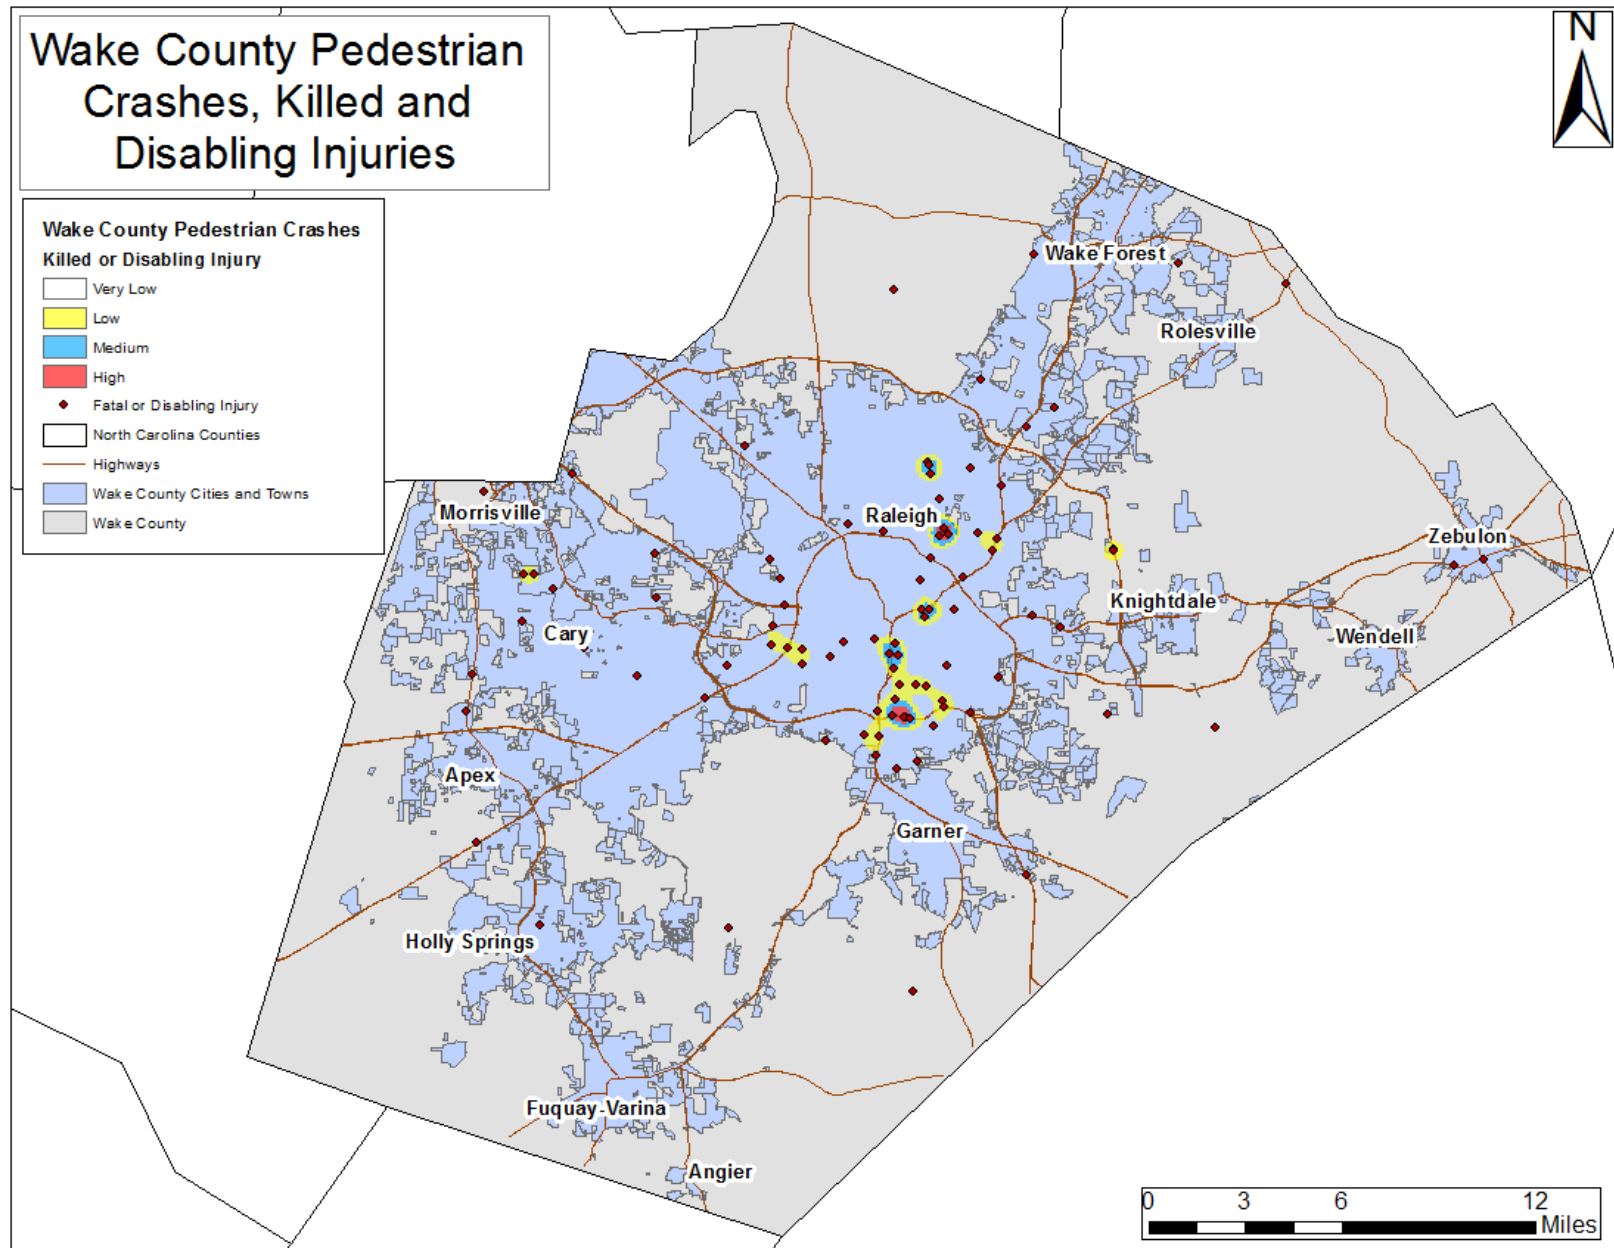 Wake County Pedestrian
Crashes, Killed and
Disabling Injuries
N
Wake County Pedestrian Crashes
Killed or Disabling Injury
Very Low
Low
Medium
High
Fatal or Disabling Injury
North Carolina Counties
Highways
Wake County Cities and Towns
Wake County
Wake Forest
Rolesville
Morrisville
Raleigh
Zebulon
Knightdale
Cary
Wendell
Apex
Garner
Holly Springs
Fuquay-Varina
Angier
0 3 6 12
Miles